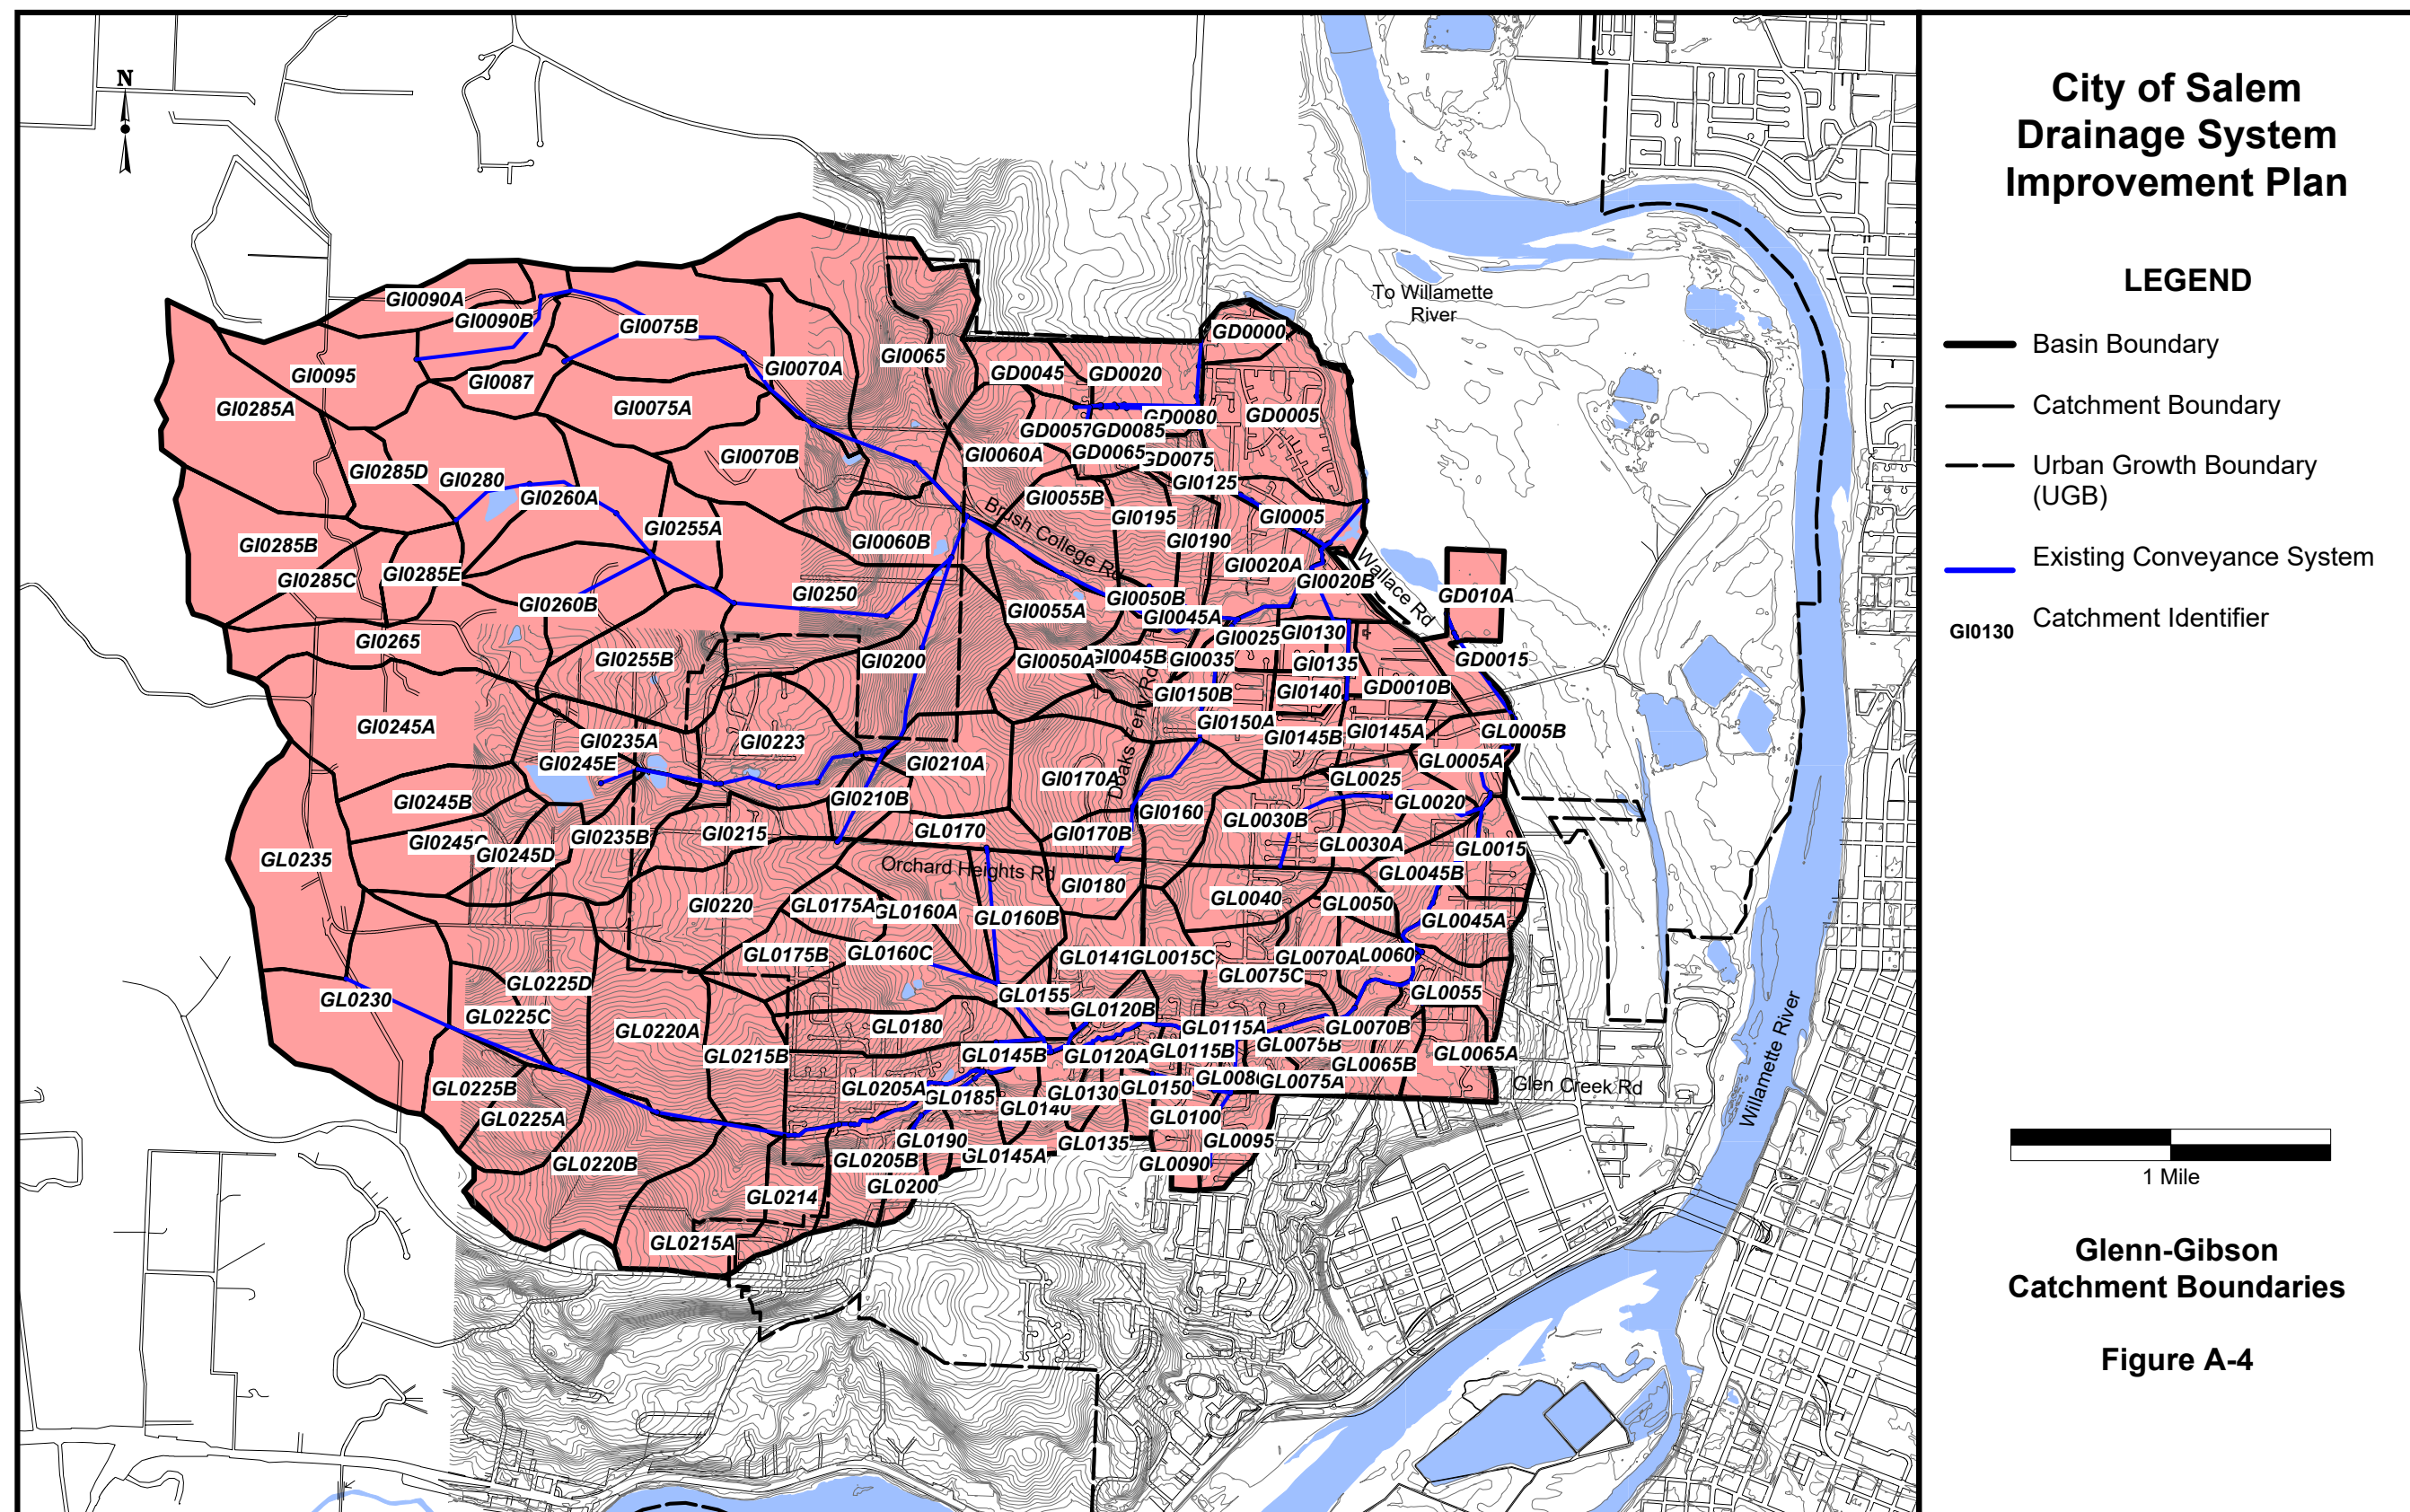 City of Salem
Drainage System
Improvement Plan
LEGEND
Basin Boundary
Catchment Boundary
Urban Growth Boundary
(UGB)
Existing Conveyance System
GI0130 Catchment Identifier
1 Mile
Glenn-Gibson
Catchment Boundaries
Figure A-4
N
To Willamette
River
GI0090A
GI0090B
GI0075B
GD0000
GI0065
GI0070A
GI0095
GI0087
GD0045
GD0020
GI0285A
GI0075A
GD0080
GD0005
GD0057
GD0085
GI0070B
GI0060A
GD0065
GD0075
GI0285D
GI0280
GI0125
GI0260A
GI0055B
GI0195
GI0005
GI0255A
Brush College Rd
GI0190
GI0285B
GI0060B
GI0020A
Wallace Rd
GI0285C
GI0285E
GI0020B
GI0260B
GI0250
GI0050B
GD010A
GI0055A
GI0045A
GI0265
GI0025
GI0130
GI0255B
GI0200
GI0050A
GI0045B
GI0035
GI0135
GD0015
GI0150B
GI0140
GD0010B
GI0245A
GI0235A
GI0223
GI0150A
GI0145B
GI0145A
GL0005B
GI0245E
GI0210A
GI0170A
Doaks Ferry Rd
GL0025
GL0005A
GI0245B
GI0210B
GI0160
GL0020
GL0030B
GI0245C
GI0245D
GI0235B
GI0215
GL0170
GI0170B
GL0030A
GL0015
GL0235
Orchard Heights Rd
GI0180
GL0045B
GI0220
GL0175A
GL0160A
GL0160B
GL0040
GL0050
GL0045A
GL0175B
GL0160C
GL0141
GL0015C
GL0070A
L0060
GL0075C
GL0230
GL0225D
GL0155
GL0055
GL0225C
GL0120B
GL0220A
GL0180
GL0115A
GL0070B
GL0215B
GL0145B
GL0120A
GL0115B
GL0075B
GL0065B
GL0065A
GL0225B
GL0205A
GL0185
GL0130
GL0150
GL0075A
Glen Creek Rd
Willamette River
GL0225A
GL0140
GL0100
GL0190
GL0135
GL0095
GL0220B
GL0205B
GL0145A
GL0090
GL0214
GL0200
GL0215A